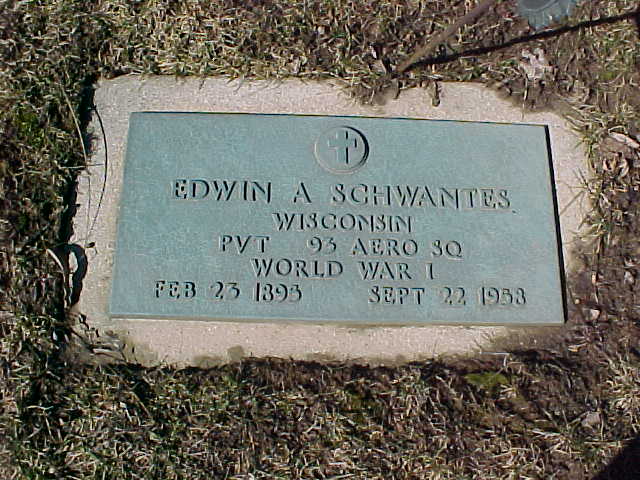 EDWIN A SCHWANTES
WISCONSIN
PVT 93 AERO SQ
WORLD WAR I
FEB 23 1893 SEPT 22 1958